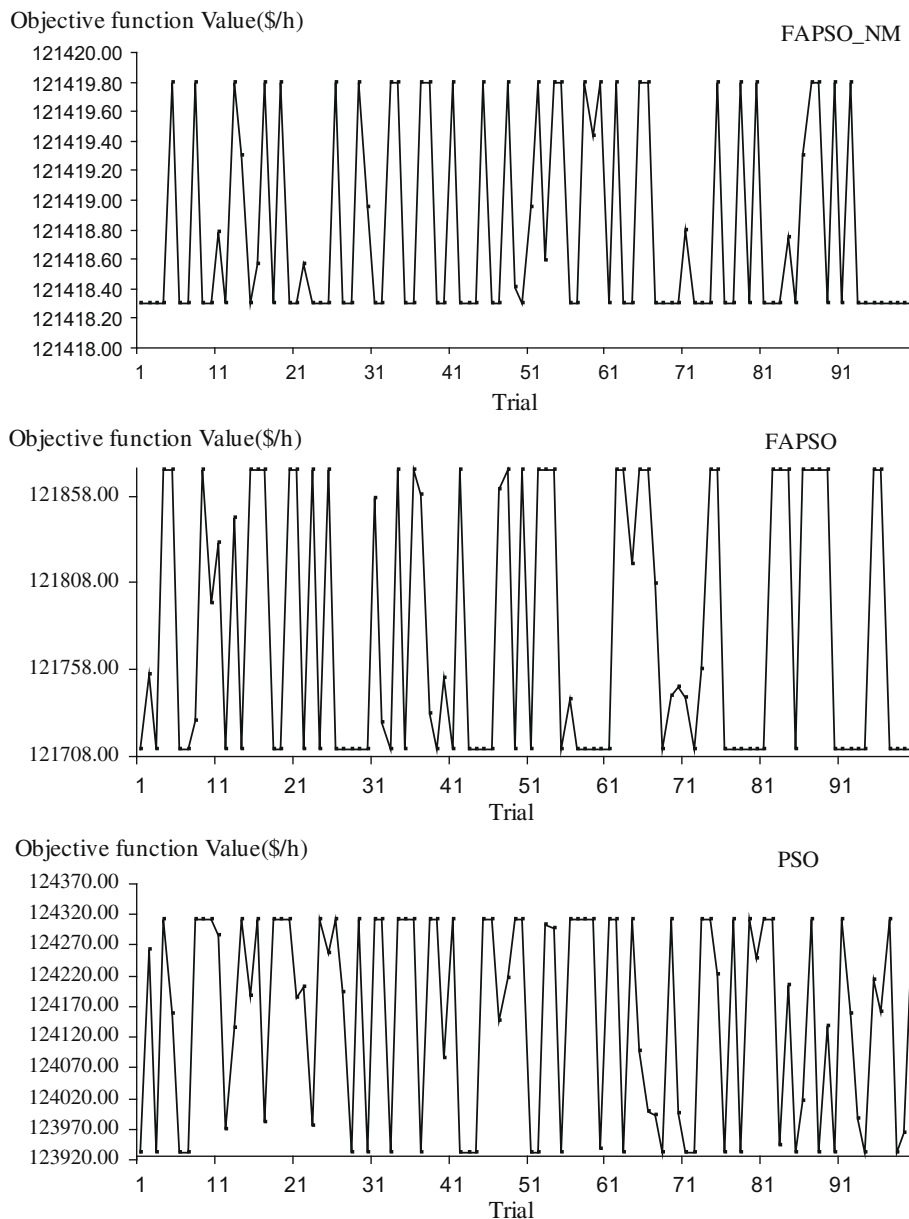 Objective function Value($/h)
FAPSO_NM
121420.00
121419.80
121419.60
121419.40
121419.20
121419.00
121418.80
121418.60
121418.40
121418.20
121418.00
1 11 21 31 41 51 61 71 81 91
Trial
Objective function Value($/h)
FAPSO
121858.00
121808.00
121758.00
121708.00
1 11 21 31 41 51 61 71 81 91
Trial
Objective function Value($/h)
PSO
124370.00
124320.00
124270.00
124220.00
124170.00
124120.00
124070.00
124020.00
123970.00
123920.00
1 11 21 31 41 51 61 71 81 91
Trial